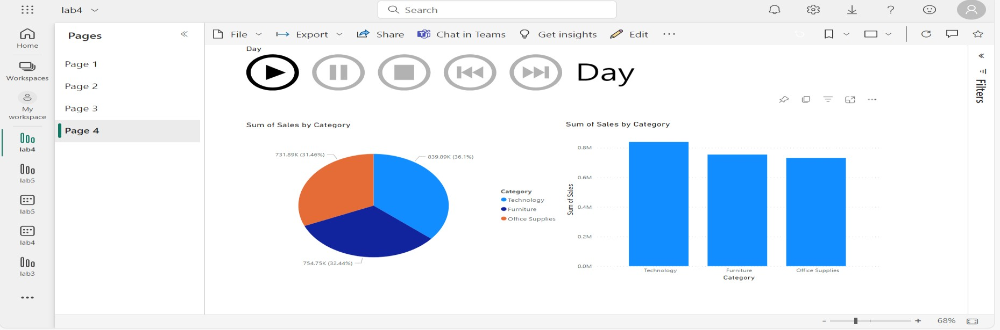 lab4
Search
Home
Workspaces
My
workspace
lab4
lab5
lab5
lab4
lab3
Pages
Page 1
Page 2
Page 3
Page 4
File
Export
Share
Chat in Teams
Get insights
Edit
Day
Day
Filters
Sum of Sales by Category
731.89K (31.46%)
839.89K (36.1%)
754.75K (32.44%)
Category
Technology
Furniture
Office Supplies
Sum of Sales by Category
Sum of Sales
0.8M
0.6M
0.4M
0.2M
0.0M
Technology
Furniture
Office Supplies
Category
- + 68%